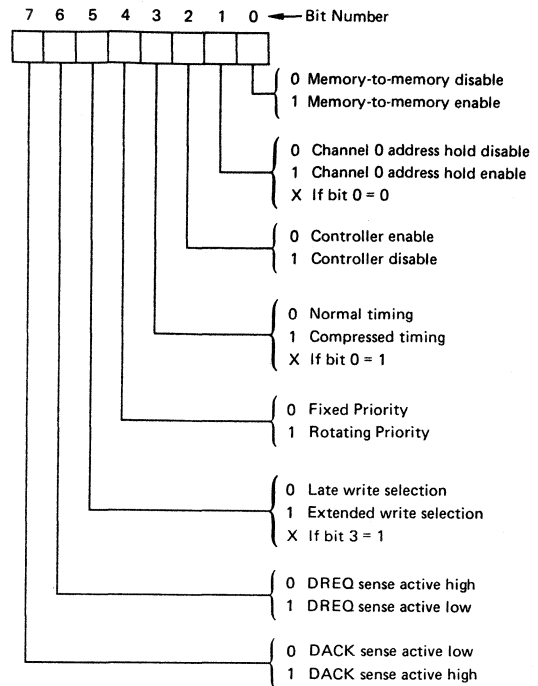 7 6 5 4 3 2 1 0 Bit Number
0 Memory-to-memory disable
1 Memory-to-memory enable
0 Channel 0 address hold disable
1 Channel 0 address hold enable
X If bit 0 = 0
0 Controller enable
1 Controller disable
0 Normal timing
1 Compressed timing
X If bit 0 = 1
0 Fixed Priority
1 Rotating Priority
0 Late write selection
1 Extended write selection
X If bit 3 = 1
0 DREQ sense active high
1 DREQ sense active low
0 DACK sense active low
1 DACK sense active high